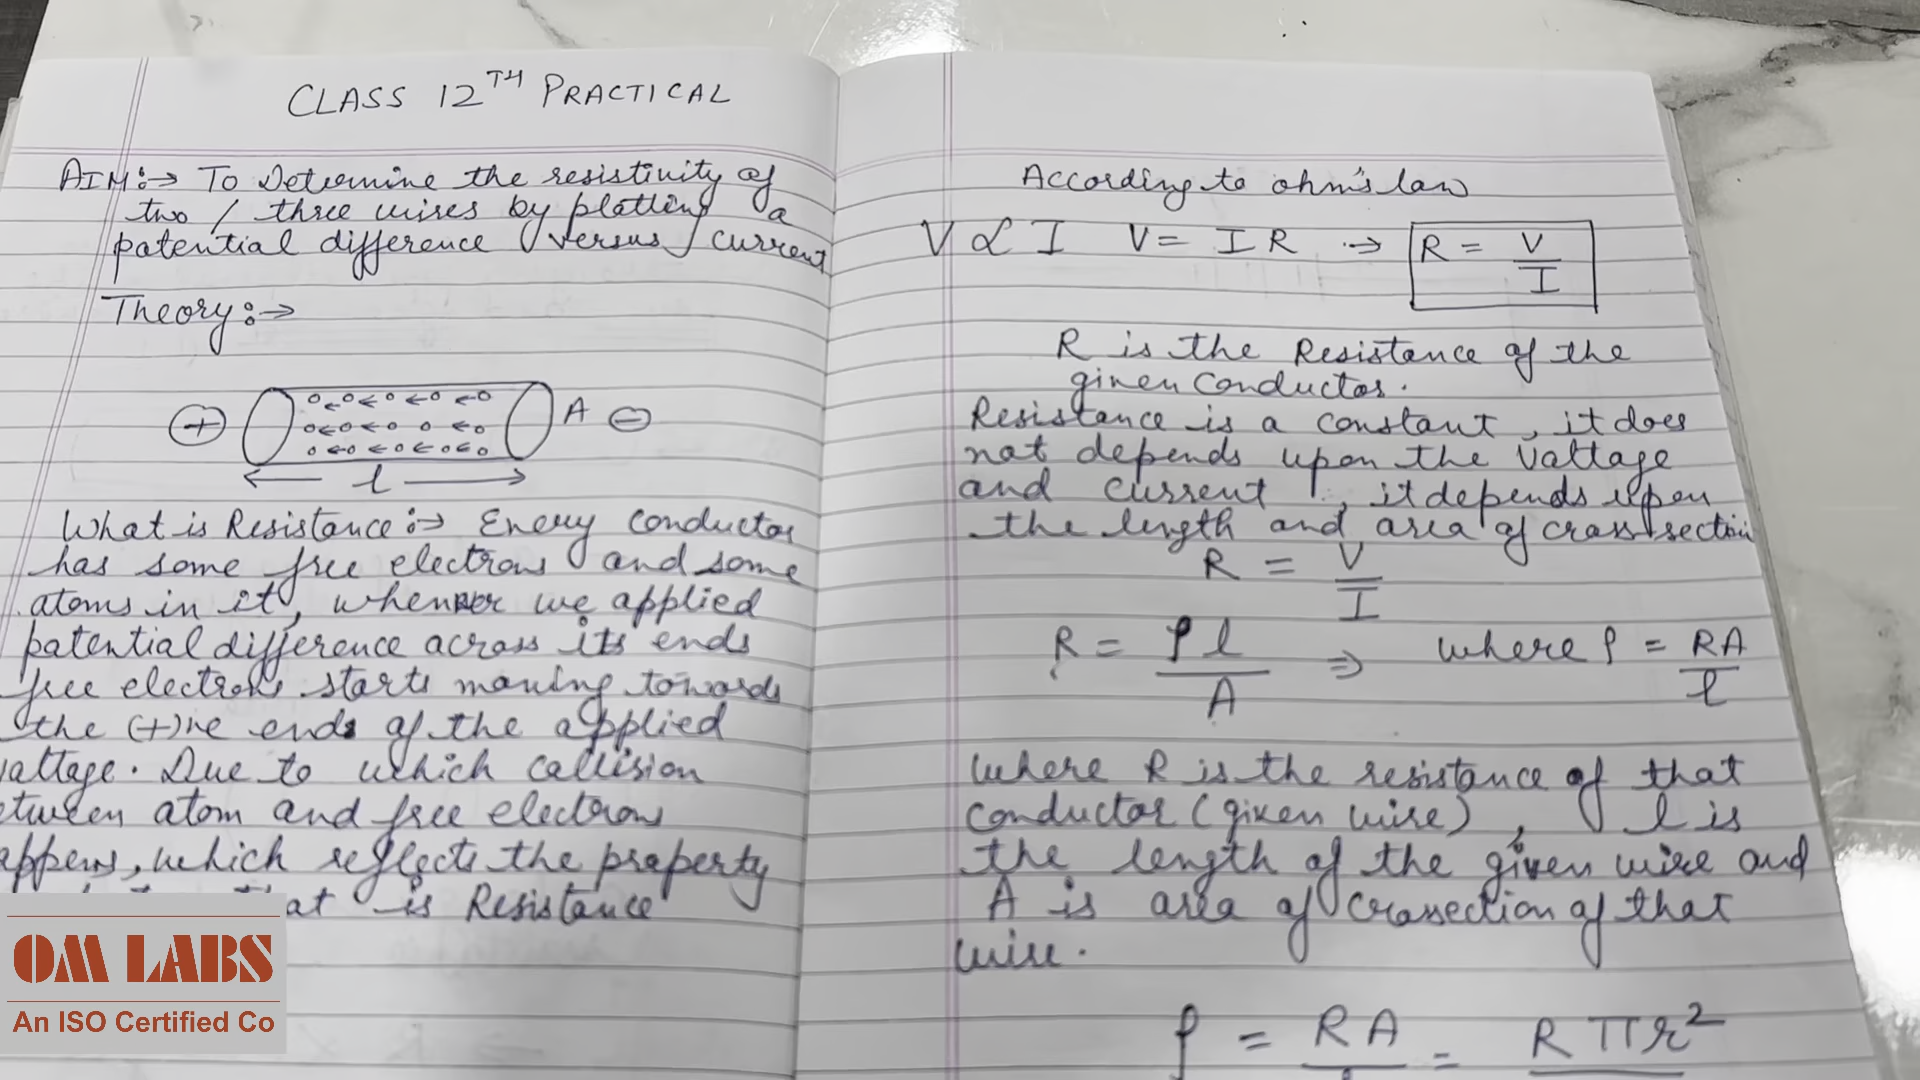 CLASS 12TH PRACTICAL
AIM:→ To Determine the resistivity of
two / three wires by plotting a
potential difference versus current
Theory:→
+ A −
l
What is Resistance:→ Every conductor
has some free electrons and some
atoms in it, whenever we applied
potential difference across its ends
free electrons starts moving towards
the (+)ve ends of the applied
voltage. Due to which collision
etween atom and free electrons
appens, which reflects the property
at is Resistance
OM LABS
An ISO Certified Co
According to ohm's law
V ∝ I V = I R → R = V/I
R is the Resistance of the
given conductor.
Resistance is a constant, it does
not depends upon the Voltage
and current, it depends upon
the length and area of cross section
R = V/I
R = ρl/A ⇒ where ρ = RA/l
where R is the resistance of that
conductor (given wire), l is
the length of the given wire and
A is area of crossection of that
wire.
ρ = RA = R π r²